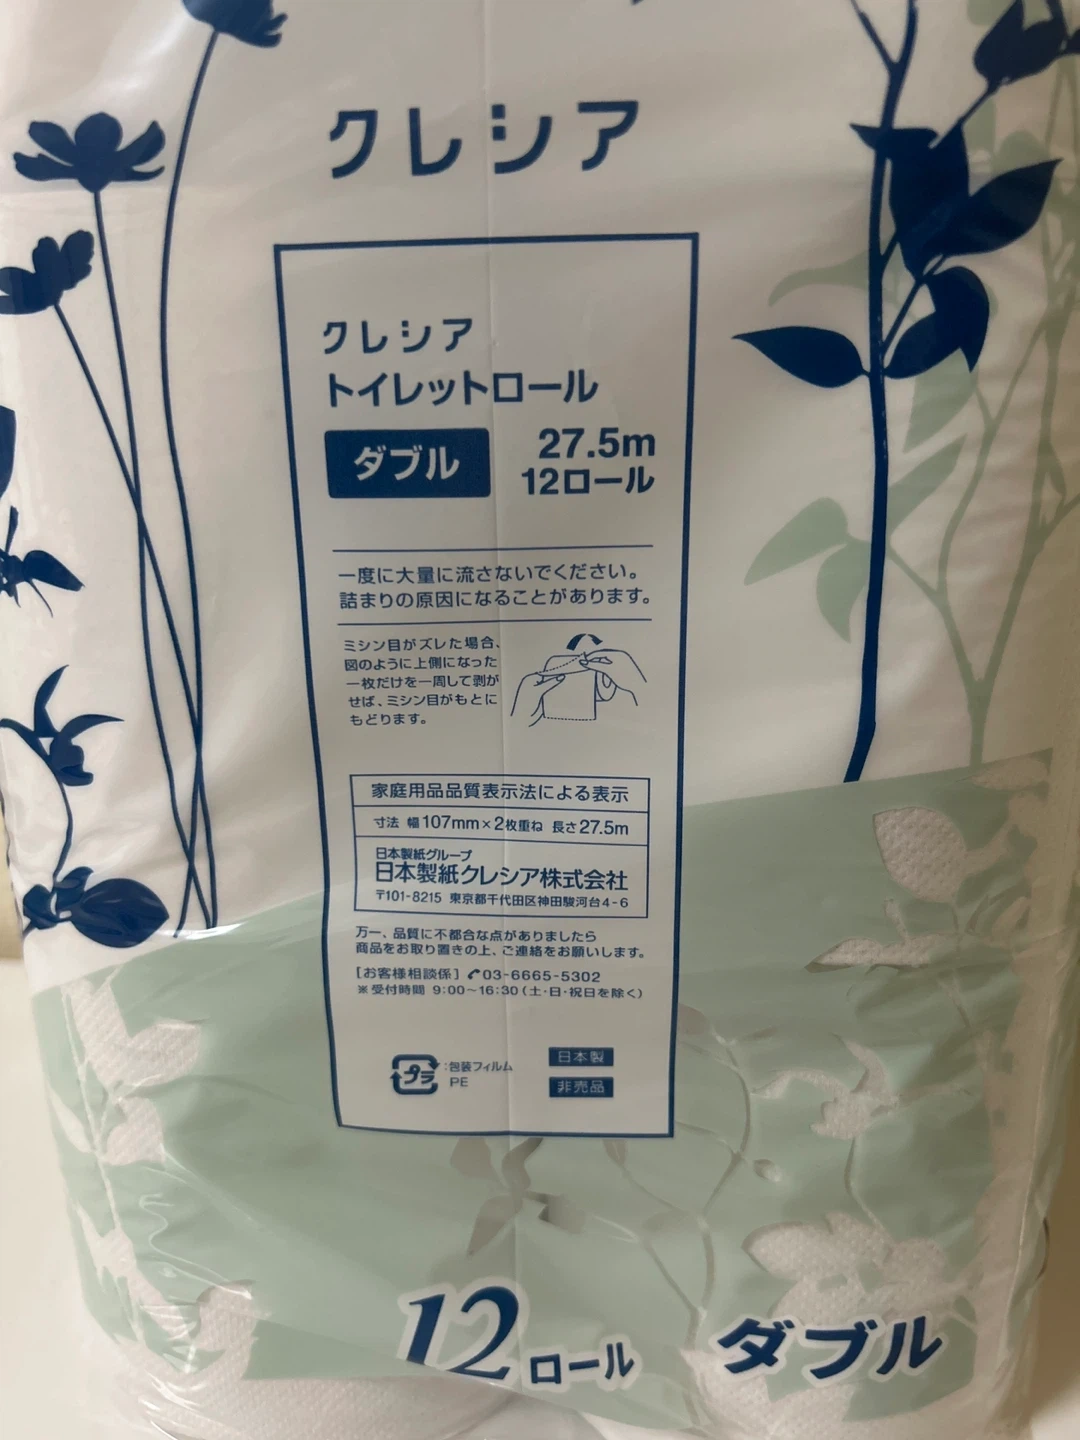 クレシア
クレシア
トイレットロール
ダブル
27.5m
12ロール
一度に大量に流さないでください。
詰まりの原因になることがあります。
ミシン目がズレた場合、
図のように上側になった
一枚だけを一周して剥が
せば、ミシン目がもとに
もどります。
家庭用品品質表示法による表示
寸法 幅107mm×2枚重ね 長さ27.5m
日本製紙グループ
日本製紙クレシア株式会社
〒101-8215 東京都千代田区神田駿河台4-6
万一、品質に不都合な点がありましたら
商品をお取り置きの上、ご連絡をお願いします。
[お客様相談係] 03-6665-5302
※受付時間 9:00~16:30(土・日・祝日を除く)
プラ :包装フィルム
PE
日本製
非売品
12ロール ダブル